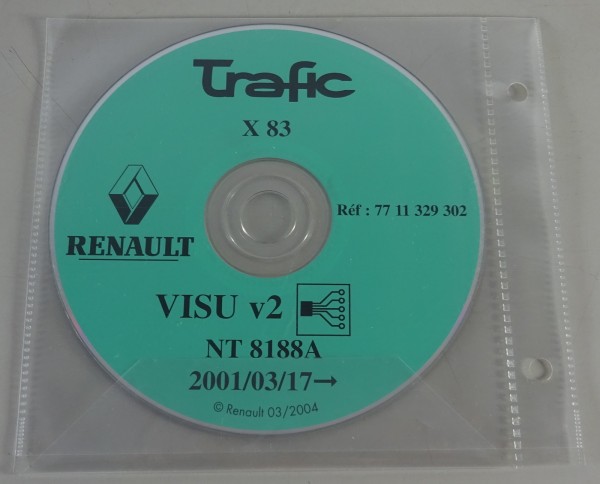 Trafic
X 83
Réf : 77 11 329 302
RENAULT
VISU v2
NT 8188A
2001/03/17→
© Renault 03/2004